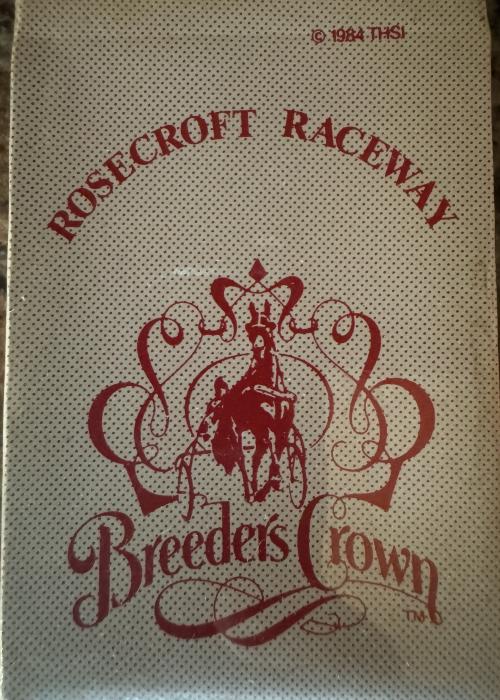 © 1984 THSI
ROSECROFT RACEWAY
Breeders Crown
TM